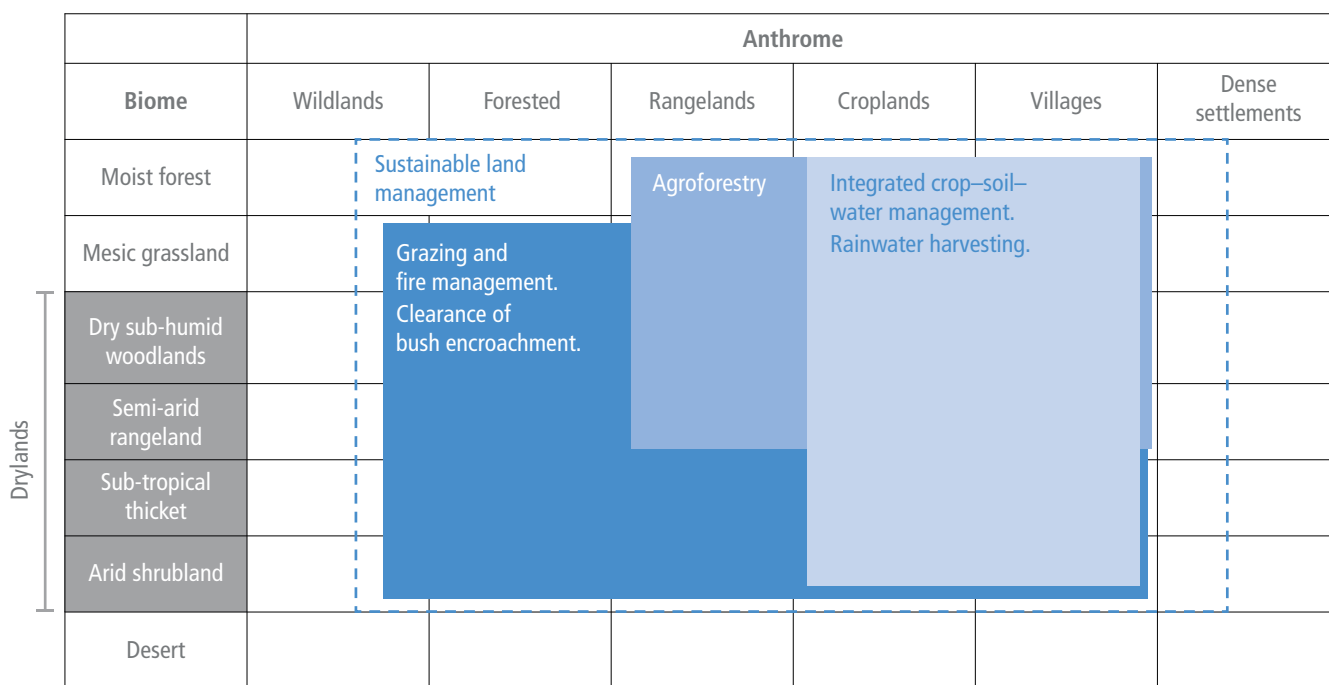 Anthrome
Biome
Wildlands
Forested
Rangelands
Croplands
Villages
Dense
settlements
Moist forest
Sustainable land
management
Agroforestry
Integrated crop–soil–
water management.
Rainwater harvesting.
Mesic grassland
Grazing and
fire management.
Clearance of
bush encroachment.
Drylands
Dry sub-humid
woodlands
Semi-arid
rangeland
Sub-tropical
thicket
Arid shrubland
Desert